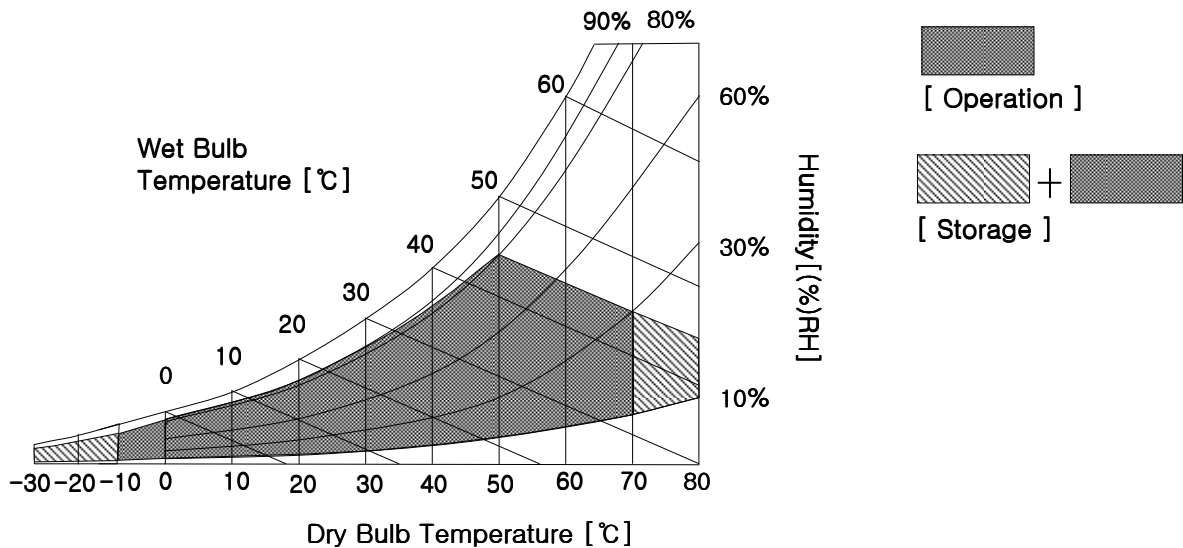 90% 80%
60
60%
[ Operation ]
Wet Bulb
Temperature [℃]
50
40
30%
[ Storage ]
30
20
10
0
10%
Humidity[(%)RH]
-30 -20 -10 0 10 20 30 40 50 60 70 80
Dry Bulb Temperature [℃]
+